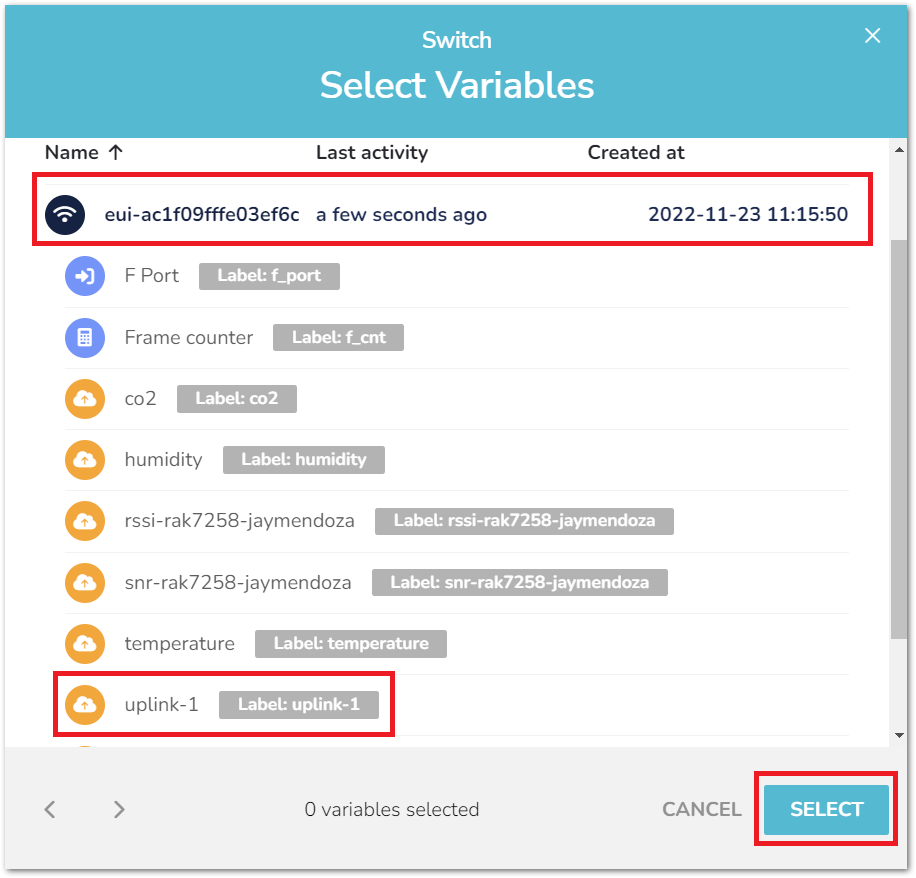 Switch
Select Variables
Name ↑ Last activity Created at
eui-ac1f09fffe03ef6c a few seconds ago 2022-11-23 11:15:50
F Port Label: f_port
Frame counter Label: f_cnt
co2 Label: co2
humidity Label: humidity
rssi-rak7258-jaymendoza Label: rssi-rak7258-jaymendoza
snr-rak7258-jaymendoza Label: snr-rak7258-jaymendoza
temperature Label: temperature
uplink-1 Label: uplink-1
0 variables selected CANCEL SELECT